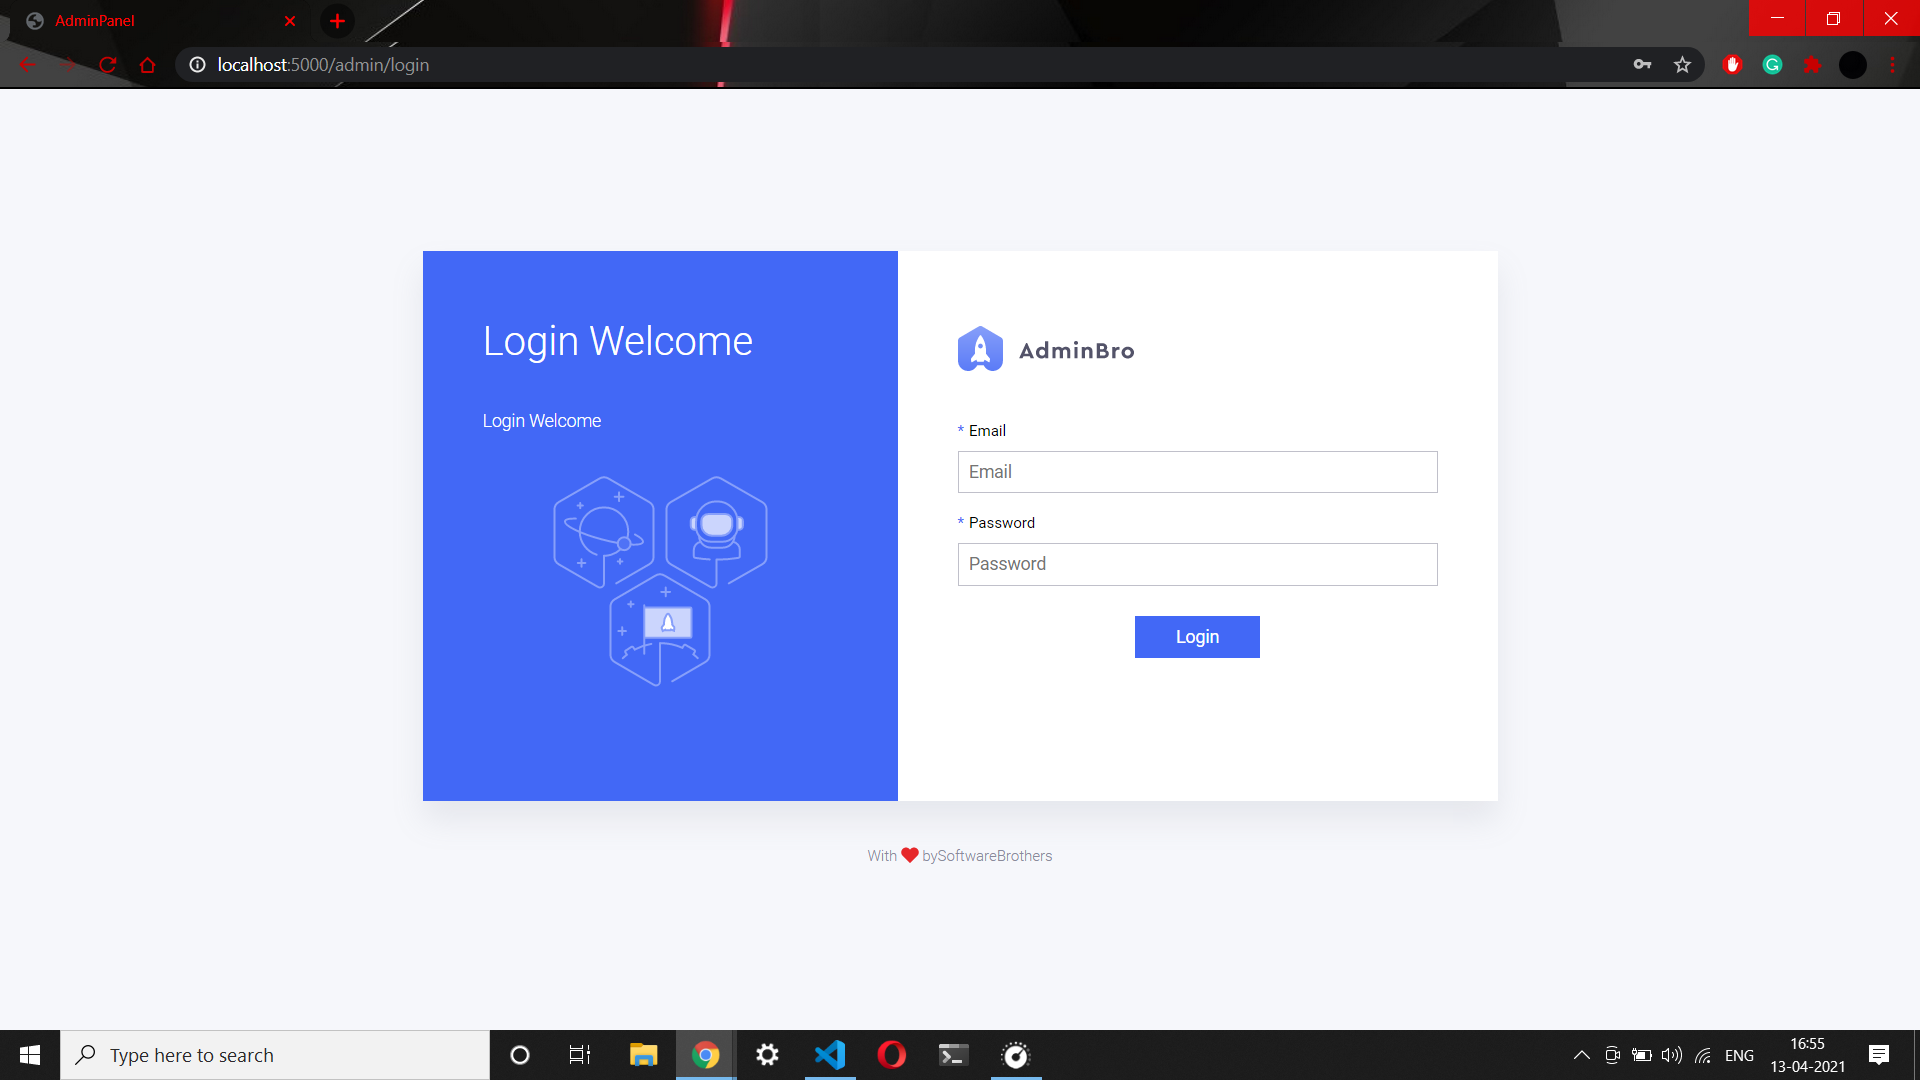 AdminPanel
localhost:5000/admin/login
Login Welcome
Login Welcome
AdminBro
* Email
Email
* Password
Password
Login
With ❤ bySoftwareBrothers
Type here to search
ENG
16:55
13-04-2021